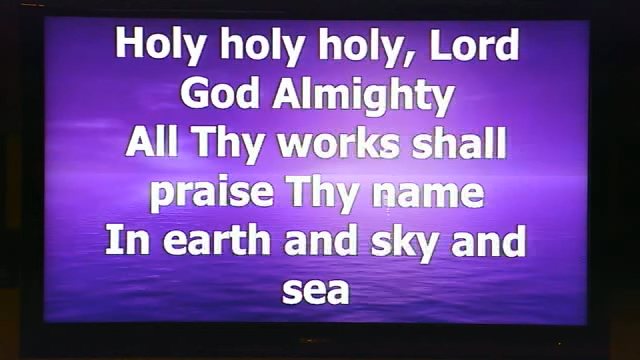 Holy holy holy, Lord
God Almighty
All Thy works shall
praise Thy name
In earth and sky and
sea